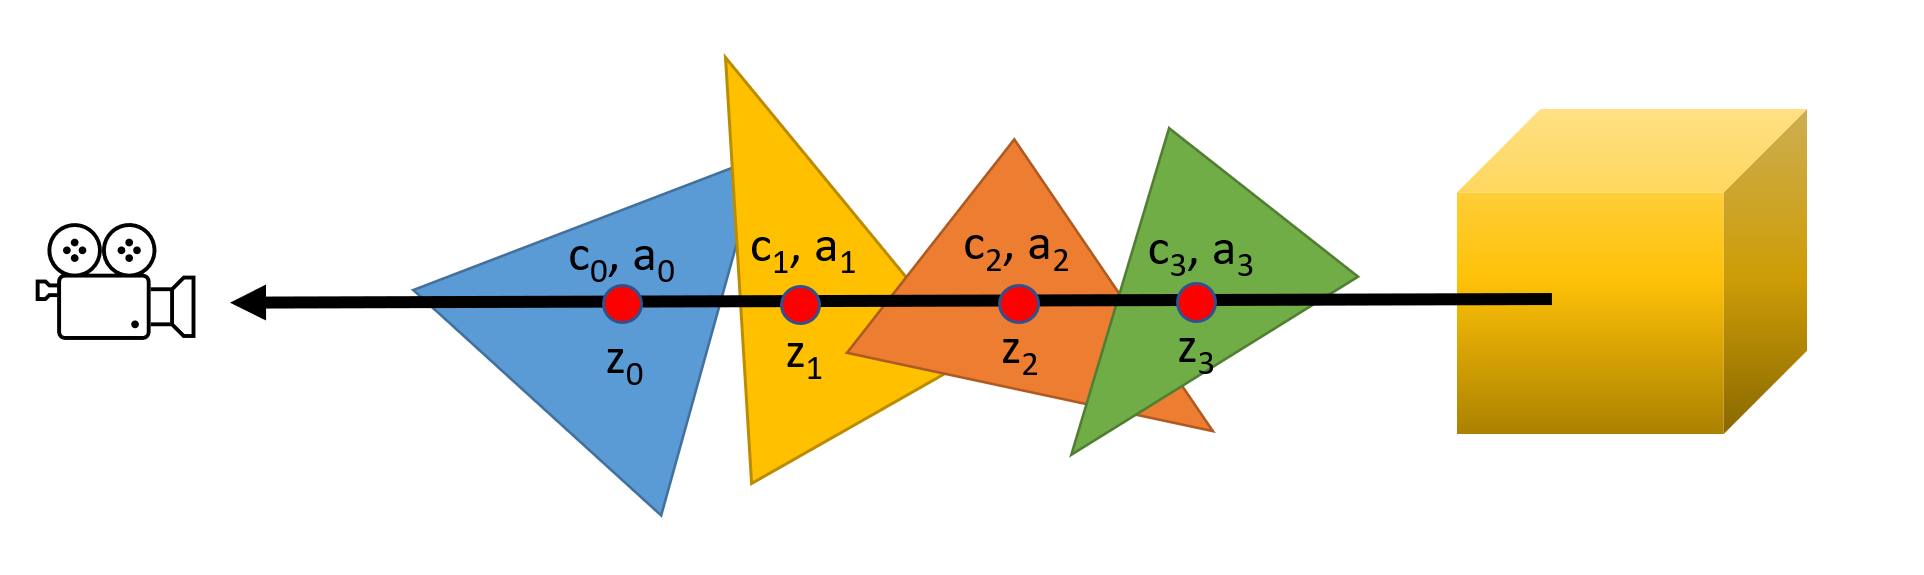 c₀, a₀
c₁, a₁
c₂, a₂
c₃, a₃
z₀
z₁
z₂
z₃